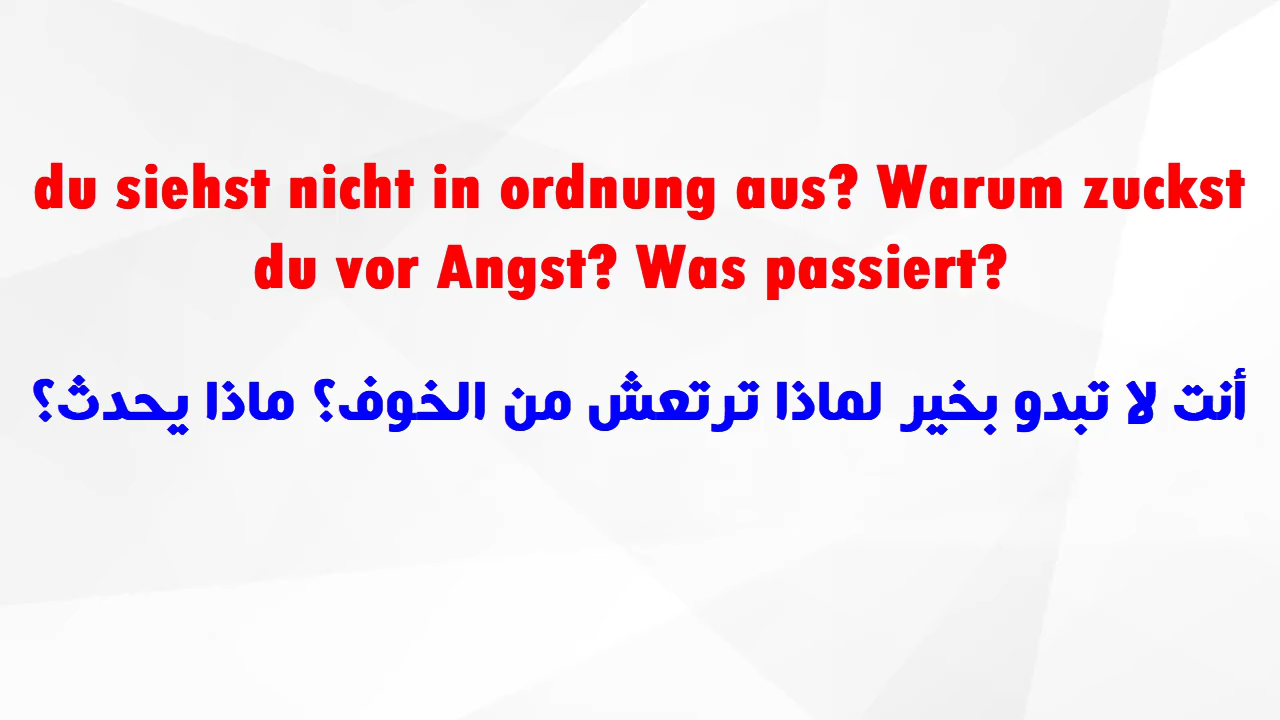 du siehst nicht in ordnung aus? Warum zuckst
du vor Angst? Was passiert?
أنت لا تبدو بخير لماذا ترتعش من الخوف؟ ماذا يحدث؟